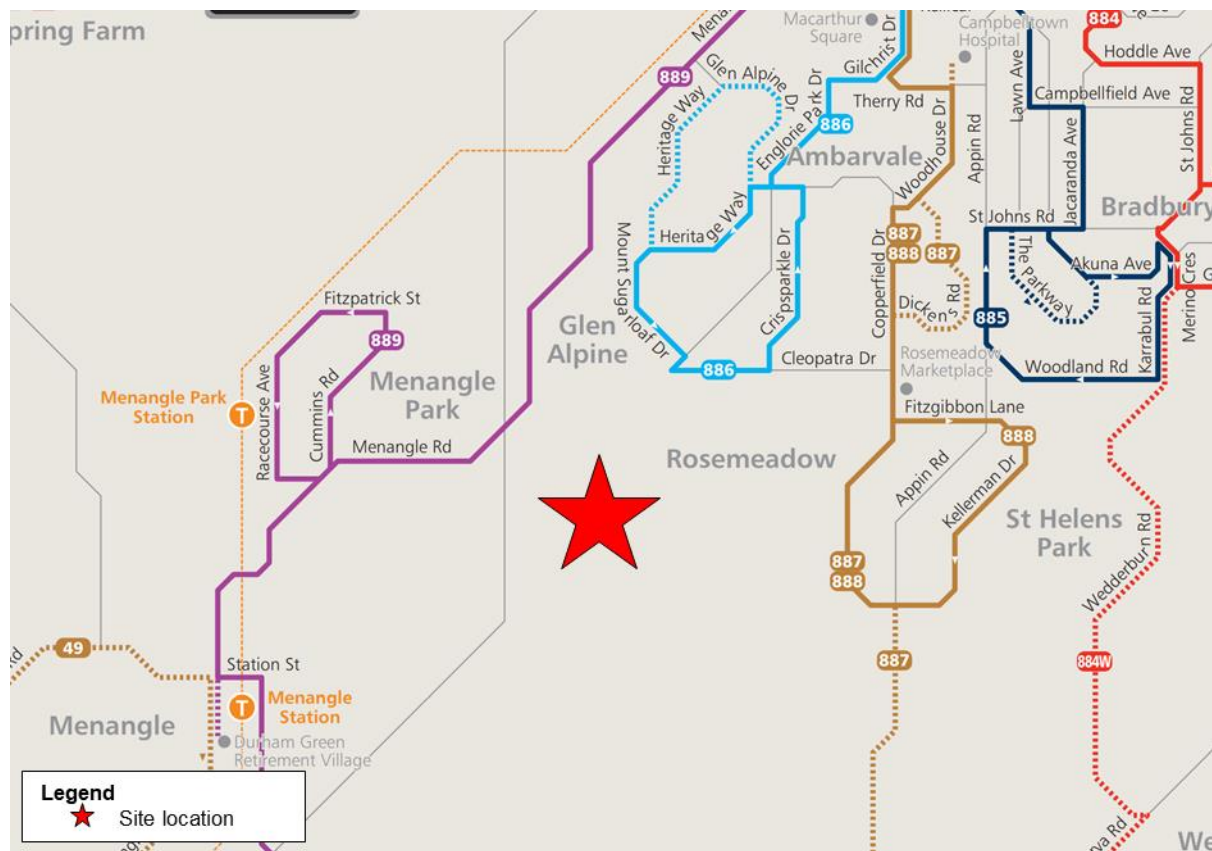 pring Farm
Macarthur
Square
Campbelltown
Hospital
884
Hoddle Ave
Glen Alpine Dr
889
Gilchrist Dr
Therry Rd
Lawn Ave
Campbellfield Ave
St Johns Rd
Heritage Way
Englorie Park Dr
886
Ambarvale
Woodhouse Dr
Appin Rd
Jacaranda Ave
Bradbury
St Johns Rd
Heritage Way
Mount Sugarloaf Dr
Crispsparkle Dr
Copperfield Dr
887
888
887
The Parkway
Akuna Ave
Merino Cres
G
Fitzpatrick St
889
Glen
Alpine
Dickens Rd
885
Karrabul Rd
886
Cleopatra Dr
Rosemeadow
Marketplace
Woodland Rd
Menangle Park
Station
T
Racecourse Ave
Cummins Rd
Menangle
Park
Menangle Rd
Fitzgibbon Lane
888
Rosemeadow
Appin Rd
Kellerman Dr
St Helens
Park
Wedderburn Rd
887
888
49
Station St
887
884W
Menangle
T
Menangle
Station
Durham Green
Retirement Village
Legend
Site location
rva Rd
We